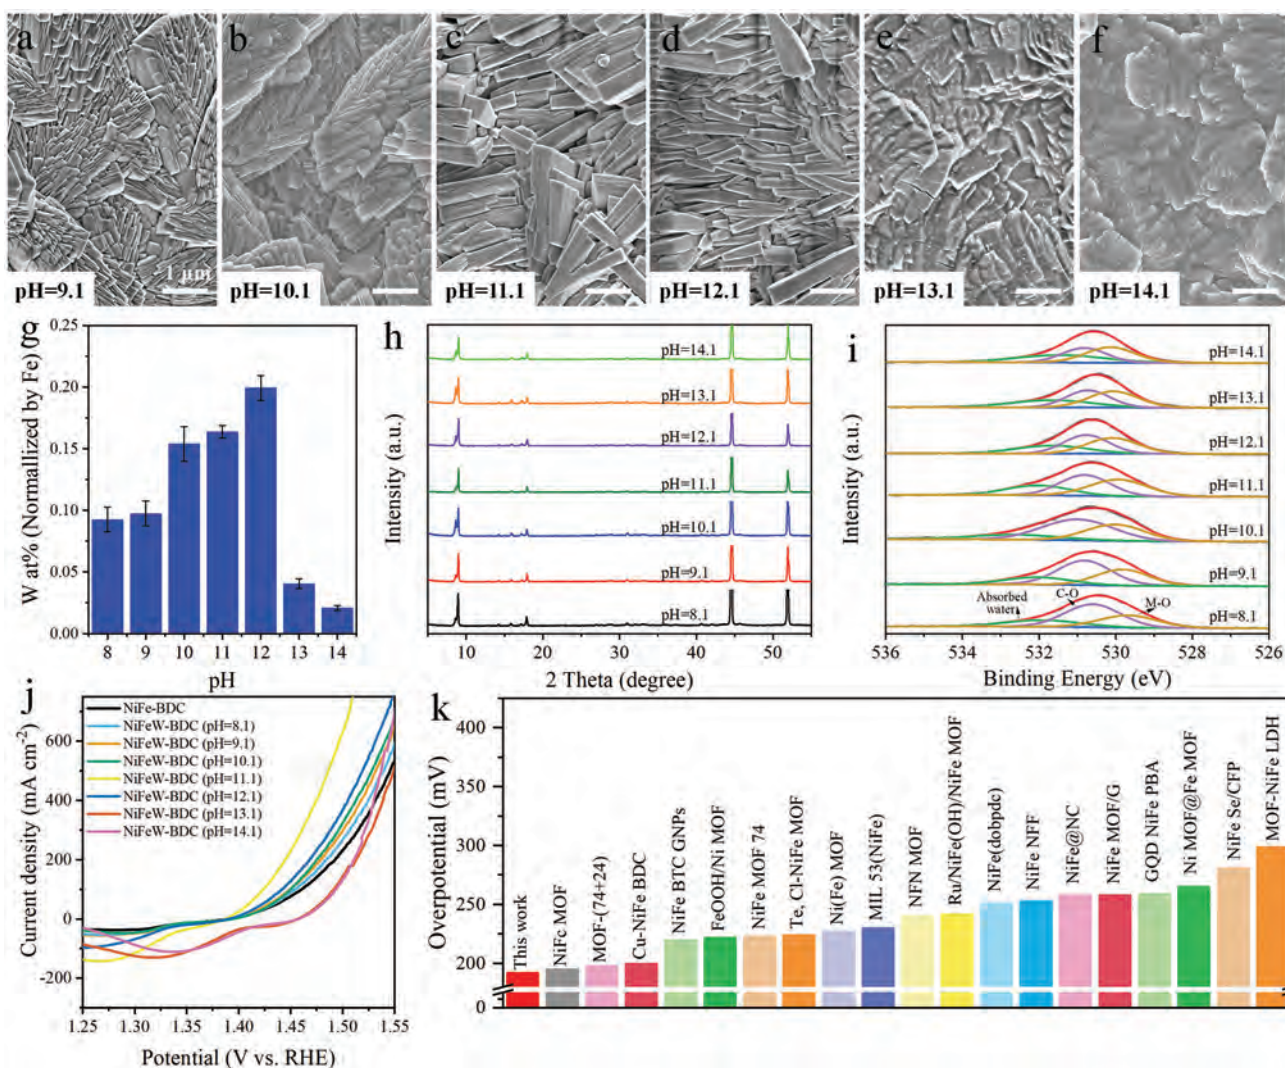 a
b
c
d
e
f
1 μm
pH=9.1
pH=10.1
pH=11.1
pH=12.1
pH=13.1
pH=14.1
g
W at% (Normallized by Fe)
0.25
0.20
0.15
0.10
0.05
0.00
8 9 10 11 12 13 14
pH
h
Intensity (a.u.)
pH=14.1
pH=13.1
pH=12.1
pH=11.1
pH=10.1
pH=9.1
pH=8.1
10 20 30 40 50
2 Theta (degree)
i
Intensity (a.u.)
pH=14.1
pH=13.1
pH=12.1
pH=11.1
pH=10.1
pH=9.1
pH=8.1
Absorbed
water
C-O
M-O
536 534 532 530 528 526
Binding Energy (eV)
j
Current density (mA cm⁻²)
600
400
200
0
-200
NiFe-BDC
NiFeW-BDC (pH=8.1)
NiFeW-BDC (pH=9.1)
NiFeW-BDC (pH=10.1)
NiFeW-BDC (pH=11.1)
NiFeW-BDC (pH=12.1)
NiFeW-BDC (pH=13.1)
NiFeW-BDC (pH=14.1)
1.25 1.30 1.35 1.40 1.45 1.50 1.55
Potential (V vs. RHE)
k
Overpotential (mV)
400
350
300
250
200
0
This work
NiFc MOF
MOF-(74+24)
Cu-NiFe BDC
NiFe BTC GNPs
FeOOH/Ni MOF
NiFe MOF 74
Te, Cl-NiFe MOF
Ni(Fe) MOF
MIL 53(NiFe)
NFN MOF
Ru/NiFe(OH)/NiFe MOF
NiFe(dobpdc)
NiFe NFF
NiFe@NC
NiFe MOF/G
GQD NiFe PBA
Ni MOF@Fe MOF
NiFe Se/CFP
MOF-NiFe LDH